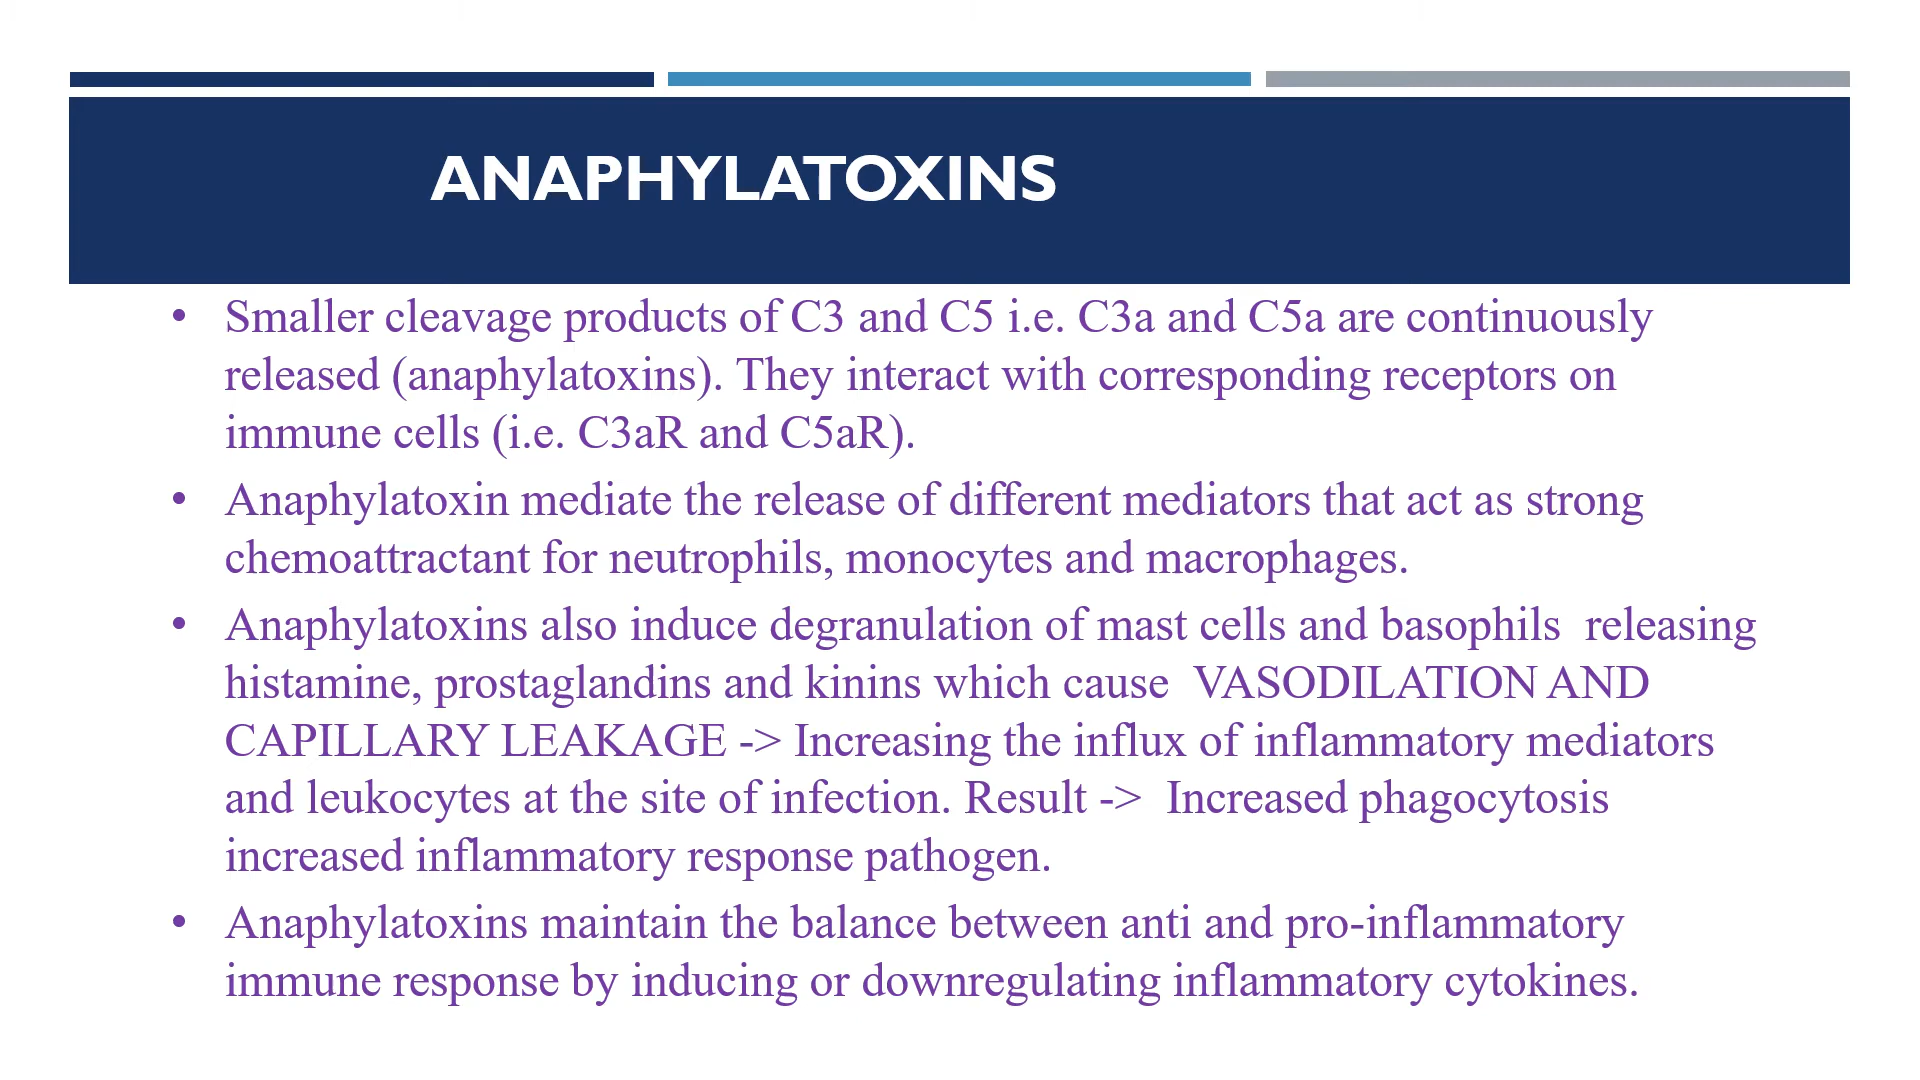 ANAPHYLATOXINS
• Smaller cleavage products of C3 and C5 i.e. C3a and C5a are continuously
released (anaphylatoxins). They interact with corresponding receptors on
immune cells (i.e. C3aR and C5aR).
• Anaphylatoxin mediate the release of different mediators that act as strong
chemoattractant for neutrophils, monocytes and macrophages.
• Anaphylatoxins also induce degranulation of mast cells and basophils  releasing
histamine, prostaglandins and kinins which cause  VASODILATION AND
CAPILLARY LEAKAGE -> Increasing the influx of inflammatory mediators
and leukocytes at the site of infection. Result ->  Increased phagocytosis
increased inflammatory response pathogen.
• Anaphylatoxins maintain the balance between anti and pro-inflammatory
immune response by inducing or downregulating inflammatory cytokines.